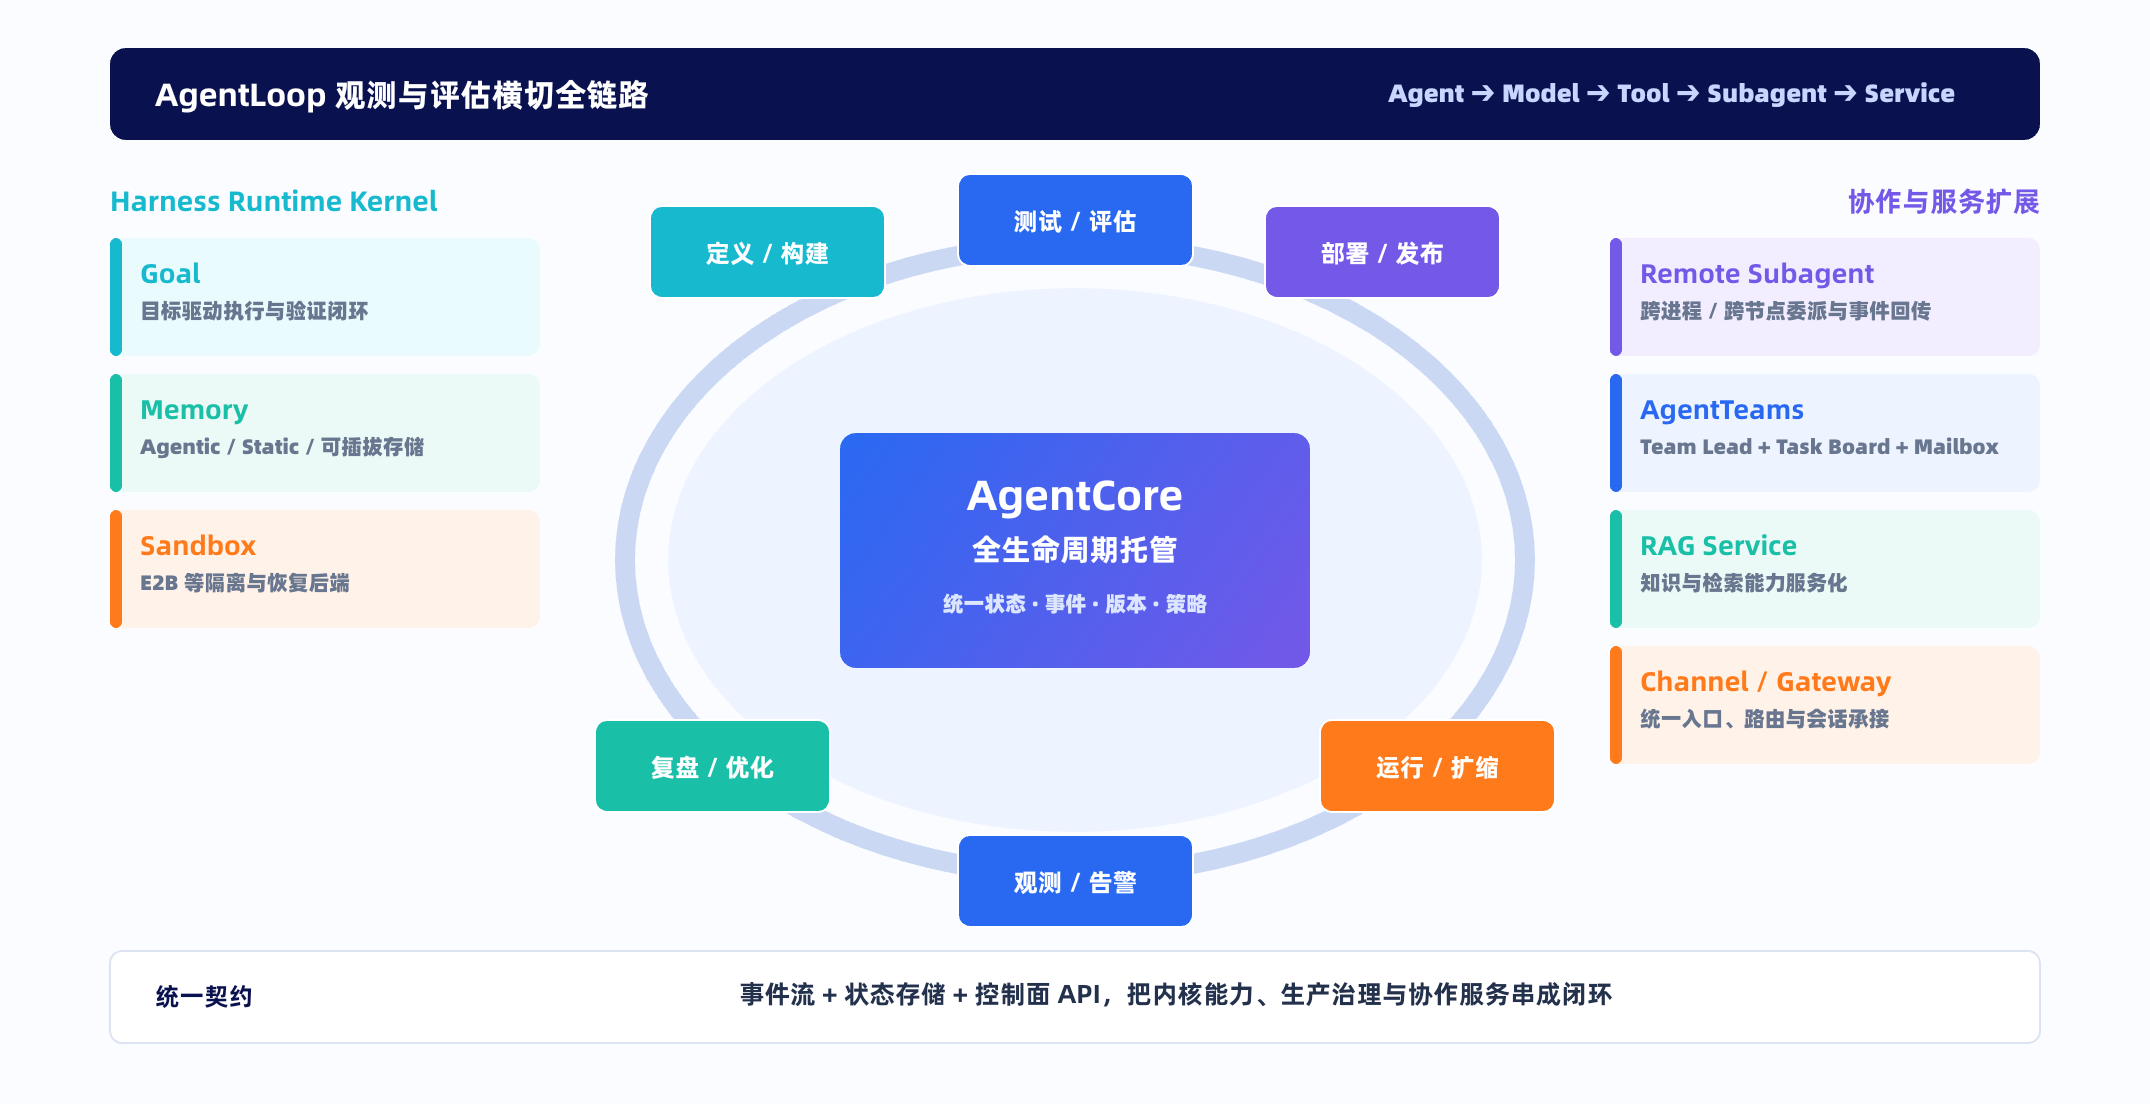 AgentLoop 观测与评估横切全链路
Agent → Model → Tool → Subagent → Service
Harness Runtime Kernel
Goal
目标驱动执行与验证闭环
Memory
Agentic / Static / 可插拔存储
Sandbox
E2B 等隔离与恢复后端
定义 / 构建
测试 / 评估
部署 / 发布
AgentCore
全生命周期托管
统一状态 · 事件 · 版本 · 策略
复盘 / 优化
运行 / 扩缩
观测 / 告警
协作与服务扩展
Remote Subagent
跨进程 / 跨节点委派与事件回传
AgentTeams
Team Lead + Task Board + Mailbox
RAG Service
知识与检索能力服务化
Channel / Gateway
统一入口、路由与会话承接
统一契约
事件流 + 状态存储 + 控制面 API，把内核能力、生产治理与协作服务串成闭环